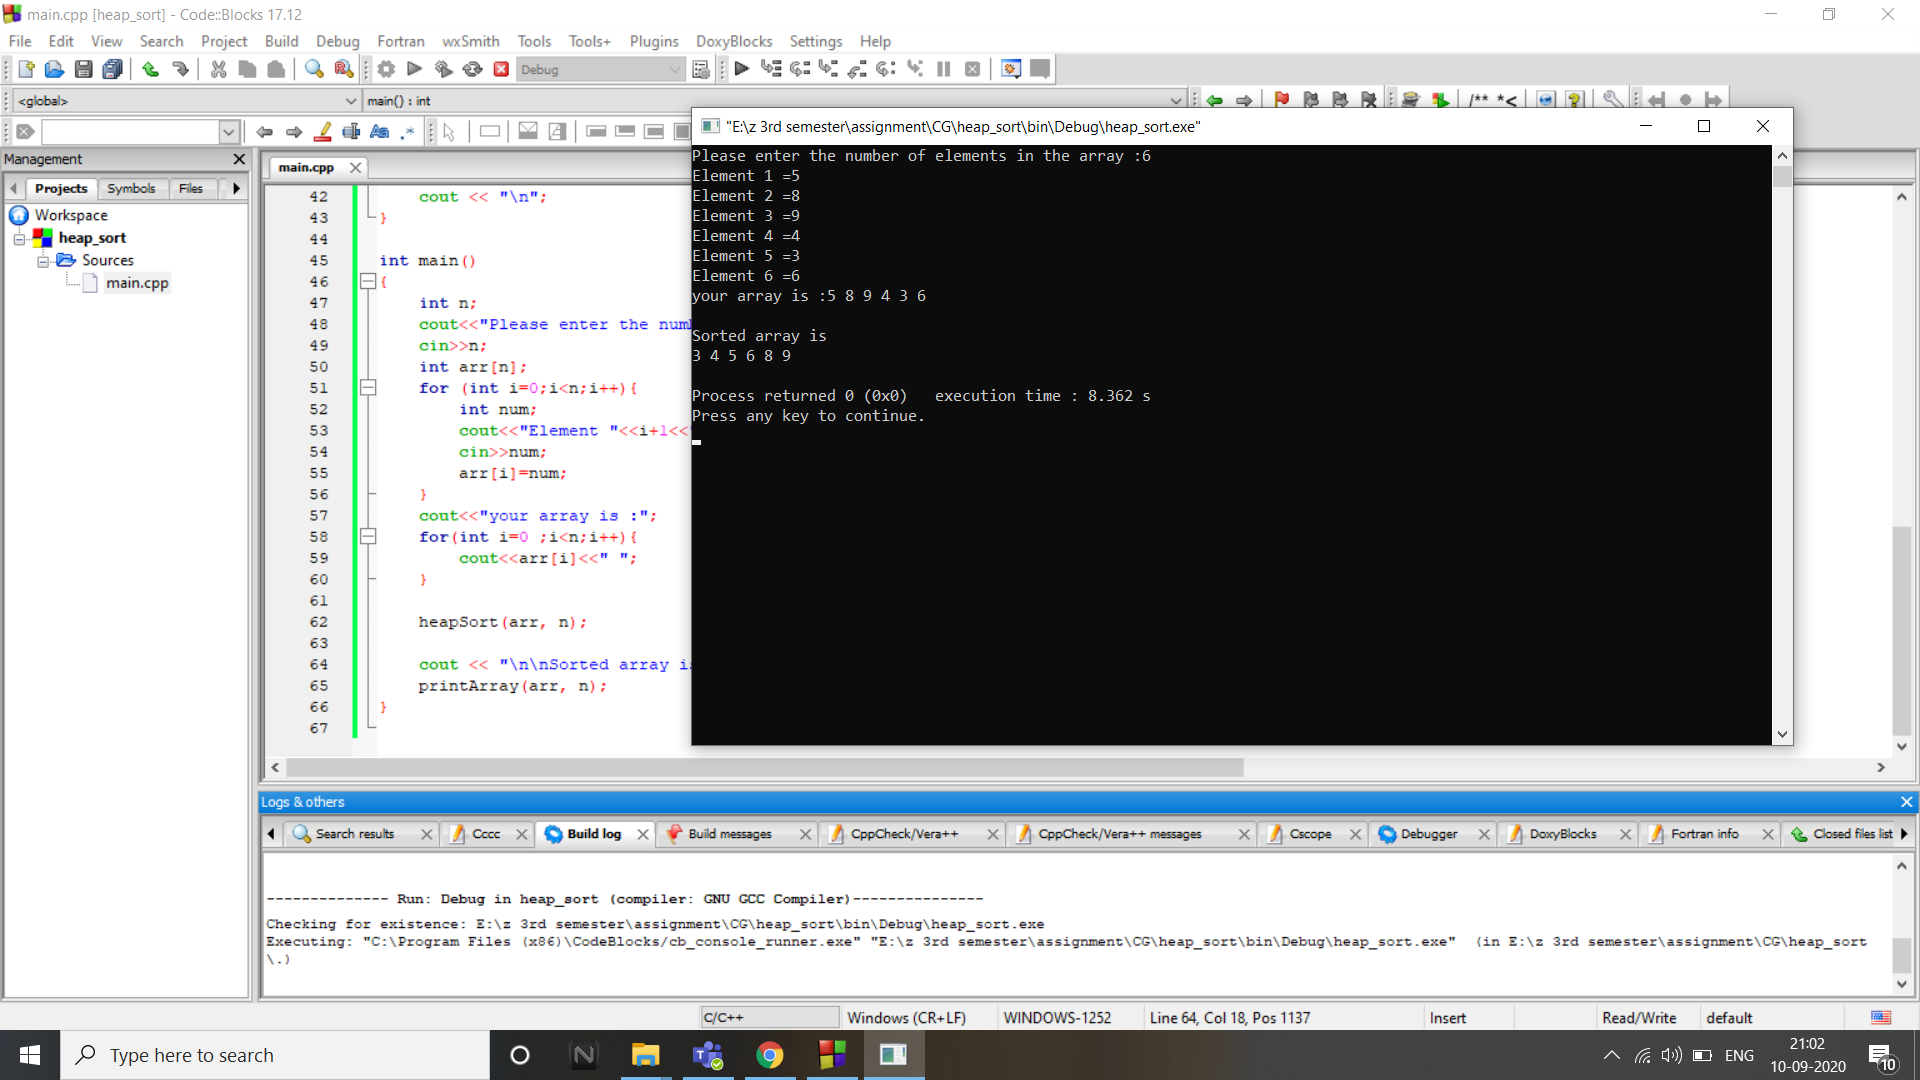 main.cpp [heap_sort] - Code::Blocks 17.12
File Edit View Search Project Build Debug Fortran wxSmith Tools Tools+ Plugins DoxyBlocks Settings Help
Debug
<global>
main() : int
/** *<
Management
Projects Symbols Files
Workspace
heap_sort
Sources
main.cpp
main.cpp
42 cout << "\n";
43 }
44
45 int main()
46 {
47 int n;
48 cout<<"Please enter the num
49 cin>>n;
50 int arr[n];
51 for (int i=0;i<n;i++){
52 int num;
53 cout<<"Element "<<i+1<<
54 cin>>num;
55 arr[i]=num;
56 }
57 cout<<"your array is :";
58 for(int i=0 ;i<n;i++){
59 cout<<arr[i]<<" ";
60 }
61
62 heapSort(arr, n);
63
64 cout << "\n\nSorted array i
65 printArray(arr, n);
66 }
67
"E:\z 3rd semester\assignment\CG\heap_sort\bin\Debug\heap_sort.exe"
Please enter the number of elements in the array :6
Element 1 =5
Element 2 =8
Element 3 =9
Element 4 =4
Element 5 =3
Element 6 =6
your array is :5 8 9 4 3 6
Sorted array is
3 4 5 6 8 9
Process returned 0 (0x0)   execution time : 8.362 s
Press any key to continue.
Logs & others
Search results Cccc Build log Build messages CppCheck/Vera++ CppCheck/Vera++ messages Cscope Debugger DoxyBlocks Fortran info Closed files list
-------------- Run: Debug in heap_sort (compiler: GNU GCC Compiler)---------------
Checking for existence: E:\z 3rd semester\assignment\CG\heap_sort\bin\Debug\heap_sort.exe
Executing: "C:\Program Files (x86)\CodeBlocks/cb_console_runner.exe" "E:\z 3rd semester\assignment\CG\heap_sort\bin\Debug\heap_sort.exe"  (in E:\z 3rd semester\assignment\CG\heap_sort
\.)
C/C++ Windows (CR+LF) WINDOWS-1252 Line 64, Col 18, Pos 1137 Insert Read/Write default
Type here to search
ENG
21:02
10-09-2020
10